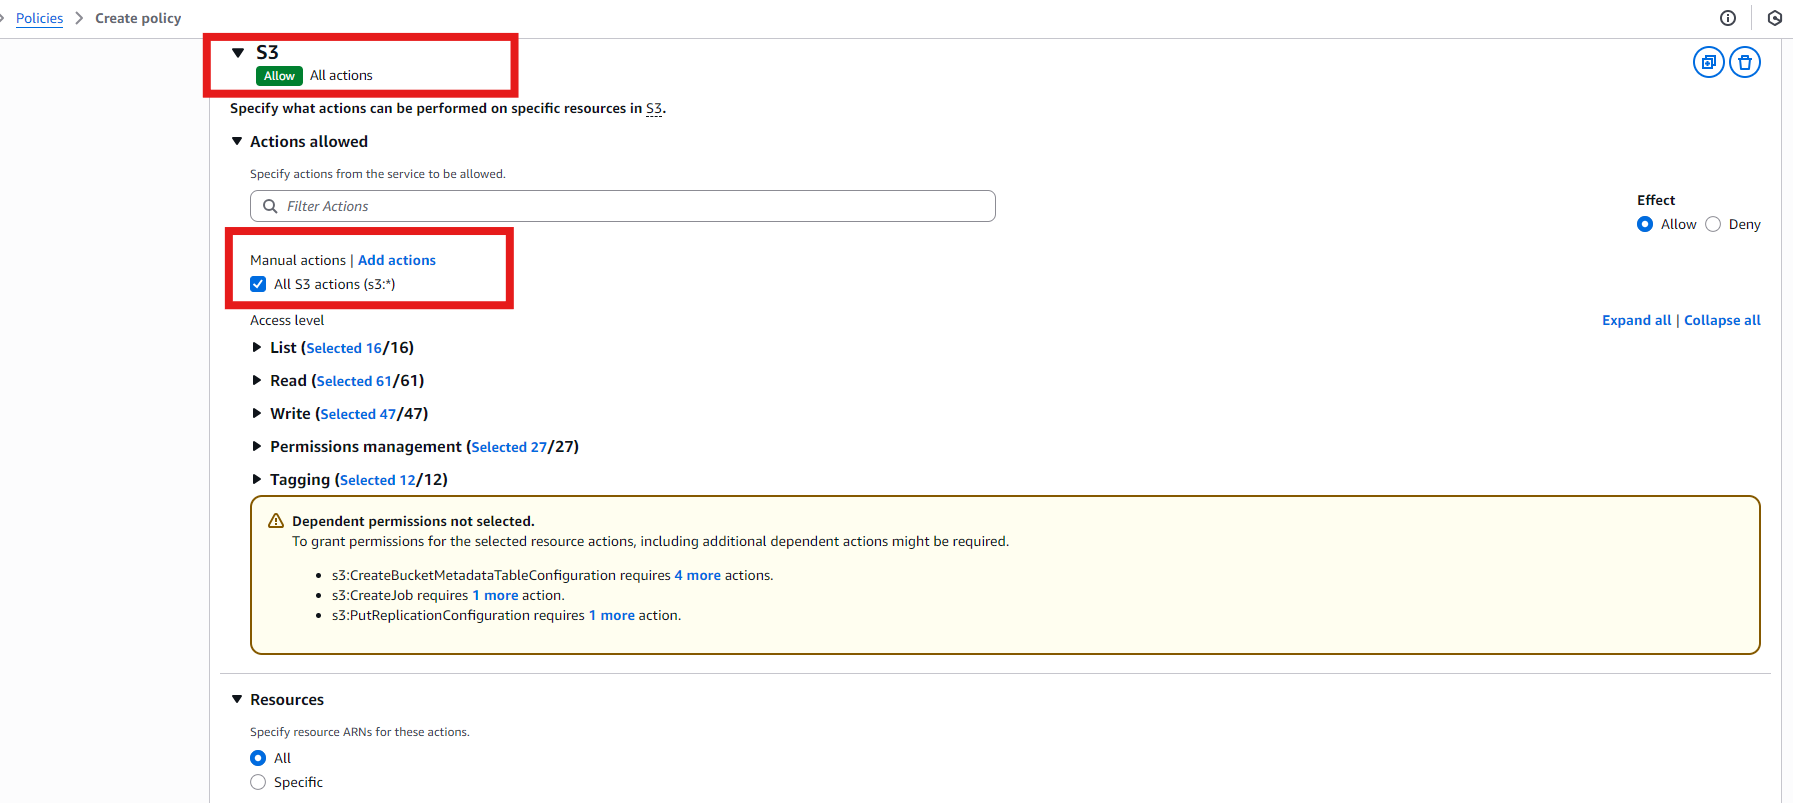 Policies > Create policy
S3
Allow All actions
Specify what actions can be performed on specific resources in S3.
Actions allowed
Specify actions from the service to be allowed.
Filter Actions
Effect
Allow Deny
Manual actions | Add actions
All S3 actions (s3:*)
Access level
Expand all | Collapse all
List (Selected 16/16)
Read (Selected 61/61)
Write (Selected 47/47)
Permissions management (Selected 27/27)
Tagging (Selected 12/12)
Dependent permissions not selected.
To grant permissions for the selected resource actions, including additional dependent actions might be required.
• s3:CreateBucketMetadataTableConfiguration requires 4 more actions.
• s3:CreateJob requires 1 more action.
• s3:PutReplicationConfiguration requires 1 more action.
Resources
Specify resource ARNs for these actions.
All
Specific